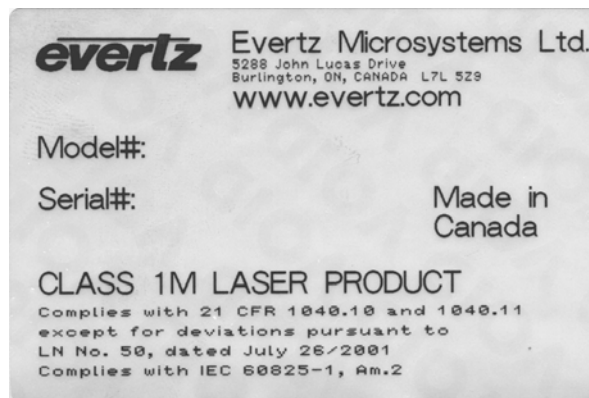 evertz
Evertz Microsystems Ltd.
5288 John Lucas Drive
Burlington, ON, CANADA L7L 5Z9
www.evertz.com
Model#:
Serial#:
Made in
Canada
CLASS 1M LASER PRODUCT
Complies with 21 CFR 1040.10 and 1040.11
except for deviations pursuant to
LN No. 50, dated July 26/2001
Complies with IEC 60825-1, Am.2